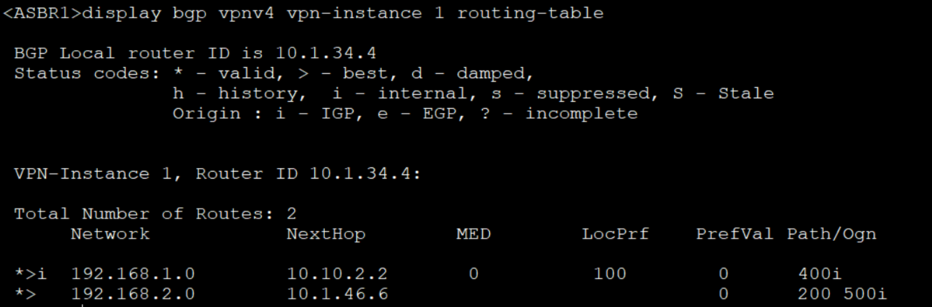 <ASBR1>display bgp vpnv4 vpn-instance 1 routing-table
BGP Local router ID is 10.1.34.4
Status codes: * - valid, > - best, d - damped,
h - history, i - internal, s - suppressed, S - Stale
Origin : i - IGP, e - EGP, ? - incomplete
VPN-Instance 1, Router ID 10.1.34.4:
Total Number of Routes: 2
Network NextHop MED LocPrf PrefVal Path/Ogn
*>i 192.168.1.0 10.10.2.2 0 100 0 400i
*> 192.168.2.0 10.1.46.6 0 200 500i